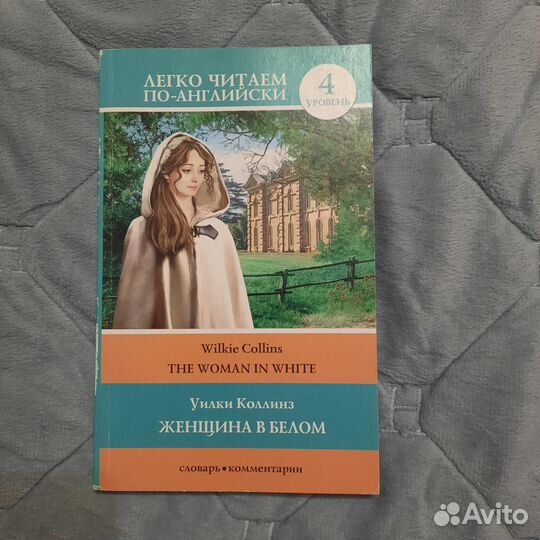 ЛЕГКО ЧИТАЕМ
ПО-АНГЛИЙСКИ
4
УРОВЕНЬ
Wilkie Collins
THE WOMAN IN WHITE
Уилки Коллинз
ЖЕНЩИНА В БЕЛОМ
словарь • комментарии
Avito